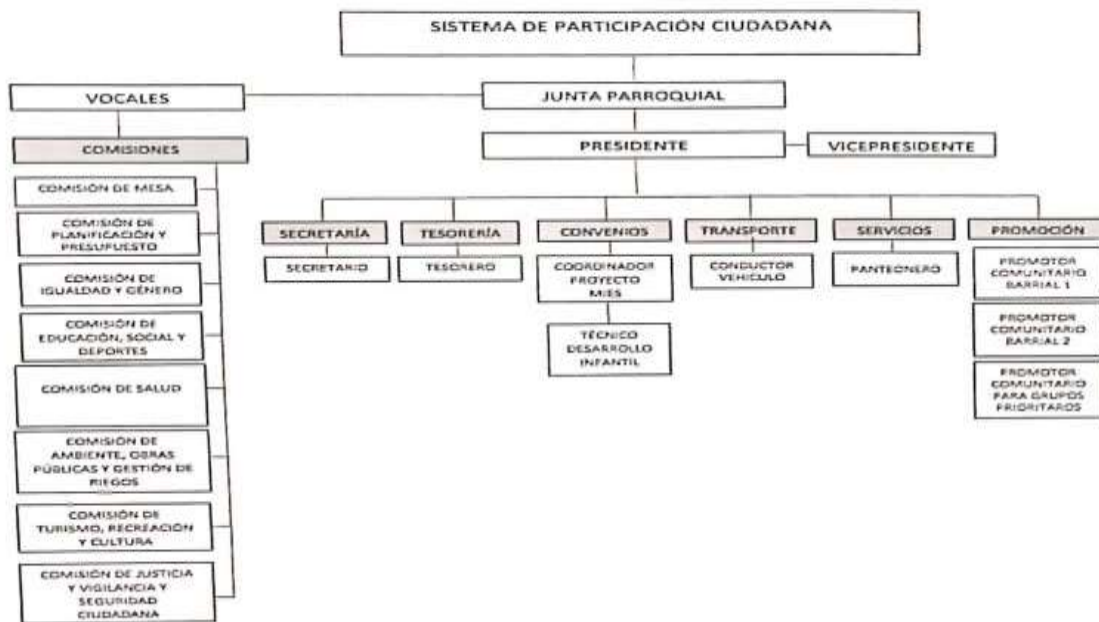 SISTEMA DE PARTICIPACIÓN CIUDADANA
VOCALES
JUNTA PARROQUIAL
COMISIONES
PRESIDENTE
VICEPRESIDENTE
COMISIÓN DE MESA
COMISIÓN DE
PLANIFICACIÓN Y
PRESUPUESTO
COMISIÓN DE
IGUALDAD Y GÉNERO
COMISIÓN DE
EDUCACIÓN, SOCIAL Y
DEPORTES
COMISIÓN DE SALUD
COMISIÓN DE
AMBIENTE, OBRAS
PÚBLICAS Y GESTIÓN DE
RIEGOS
COMISIÓN DE
TURISMO, RECREACIÓN
Y CULTURA
COMISIÓN DE JUSTICIA
Y VIGILANCIA Y
SEGURIDAD
CIUDADANA
SECRETARÍA
SECRETARIO
TESORERÍA
TESORERO
CONVENIOS
COORDINADOR
PROYECTO
MIES
TÉCNICO
DESARROLLO
INFANTIL
TRANSPORTE
CONDUCTOR
VEHICULO
SERVICIOS
PANTEONERO
PROMOCIÓN
PROMOTOR
COMUNITARIO
BARRIAL 1
PROMOTOR
COMUNITARIO
BARRIAL 2
PROMOTOR
COMUNITARIO
PARA GRUPOS
PRIORITAROS